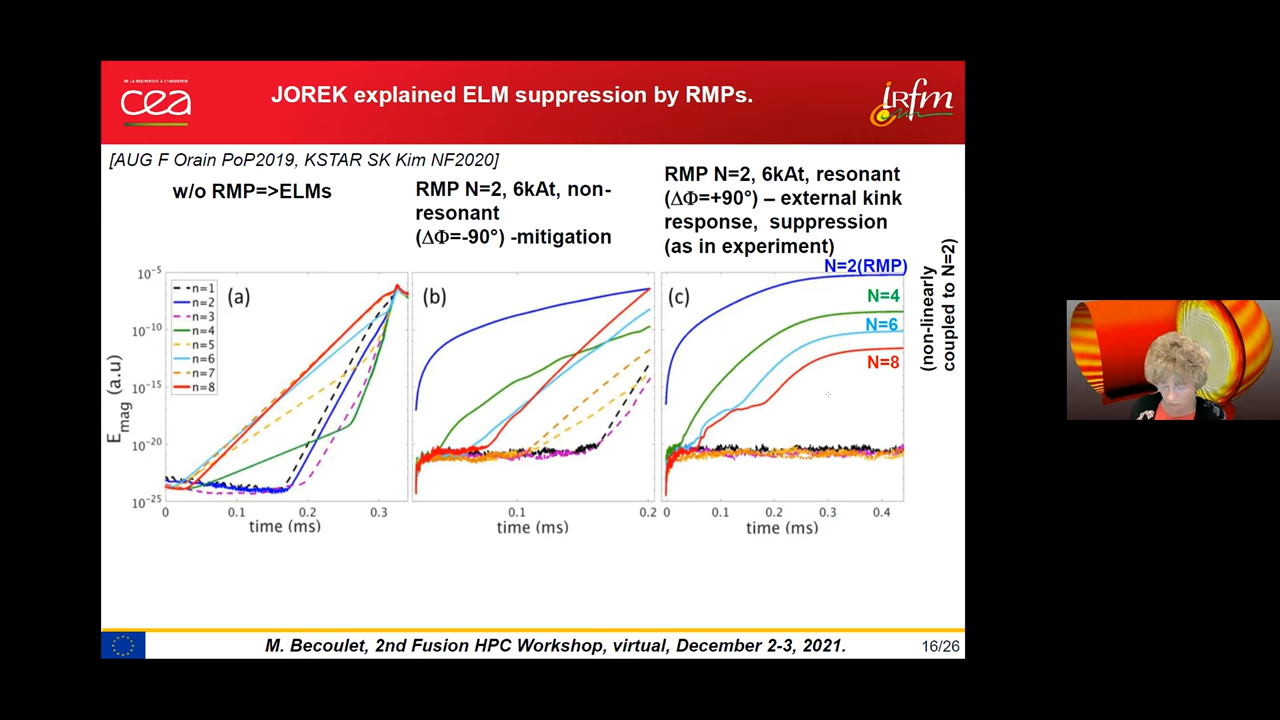 DE LA RECHERCHE À L'INDUSTRIE
cea
JOREK explained ELM suppression by RMPs.
iRfm
[AUG F Orain PoP2019, KSTAR SK Kim NF2020]
w/o RMP=>ELMs
RMP N=2, 6kAt, non-
resonant
(ΔΦ=-90°) -mitigation
RMP N=2, 6kAt, resonant
(ΔΦ=+90°) – external kink
response, suppression
(as in experiment)
(non-linearly
coupled to N=2)
E_mag (a.u)
10^-5
10^-10
10^-15
10^-20
10^-25
n=1
n=2
n=3
n=4
n=5
n=6
n=7
n=8
(a)
0 0.1 0.2 0.3
time (ms)
(b)
0.1 0.2
time (ms)
(c)
N=2(RMP)
N=4
N=6
N=8
0 0.1 0.2 0.3 0.4
time (ms)
M. Becoulet, 2nd Fusion HPC Workshop, virtual, December 2-3, 2021.
16/26